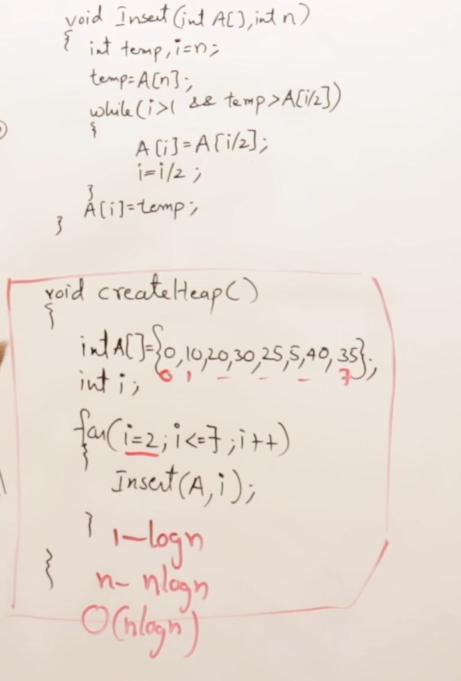 void Insert(int A[],int n)
{ int temp,i=n;
temp=A[n];
while(i>1 && temp>A[i/2])
{
A[i]=A[i/2];
i=i/2;
}
A[i]=temp;
}
void createHeap()
{
int A[]={0,10,20,30,25,5,40,35};
int i; 0 1 - - - 7
for(i=2;i<=7;i++)
{
Insert(A,i);
}
1-logn
}
n-nlogn
O(nlogn)